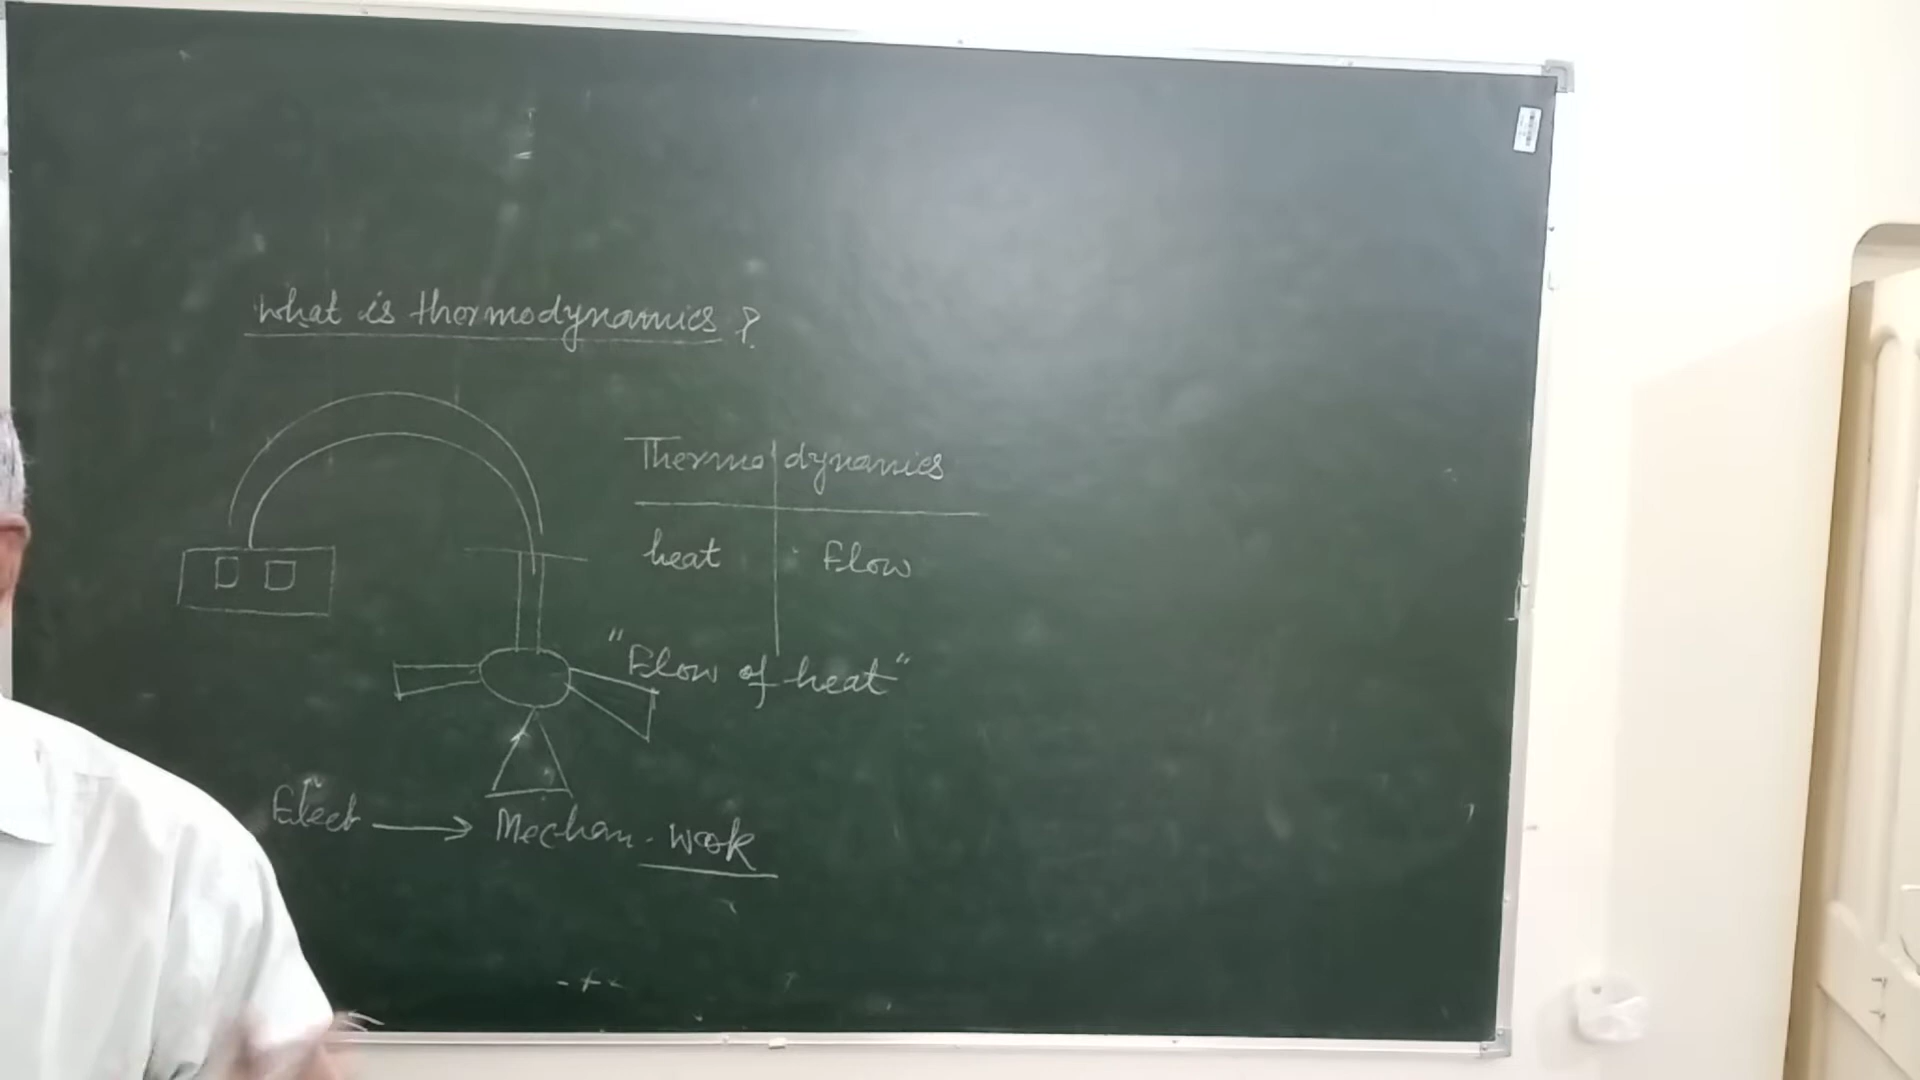 What is thermodynamics ?
Thermo dynamics
heat Flow
"Flow of heat"
Elect → Mechan. work